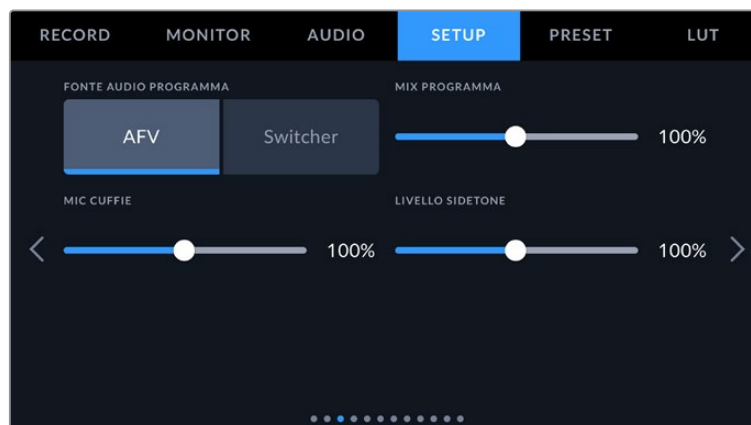 RECORD MONITOR AUDIO SETUP PRESET LUT
FONTE AUDIO PROGRAMMA MIX PROGRAMMA
AFV Switcher 100%
MIC CUFFIE LIVELLO SIDETONE
100% 100%